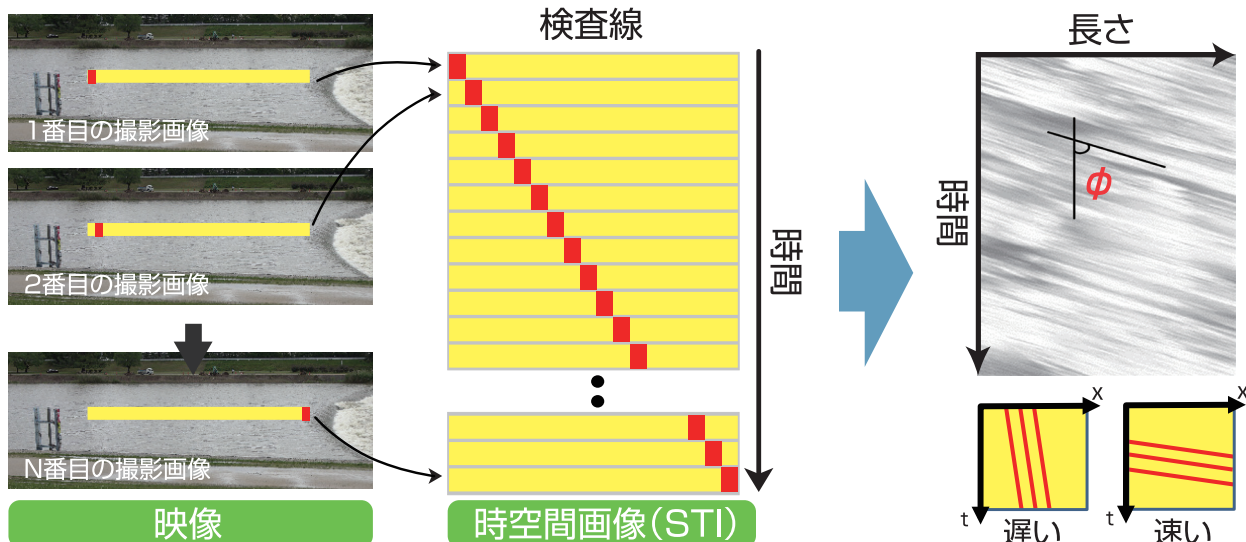 1番目の撮影画像
2番目の撮影画像
N番目の撮影画像
映像
検査線
時間
時空間画像(STI)
長さ
時間
ϕ
x
t
遅い
x
t
速い